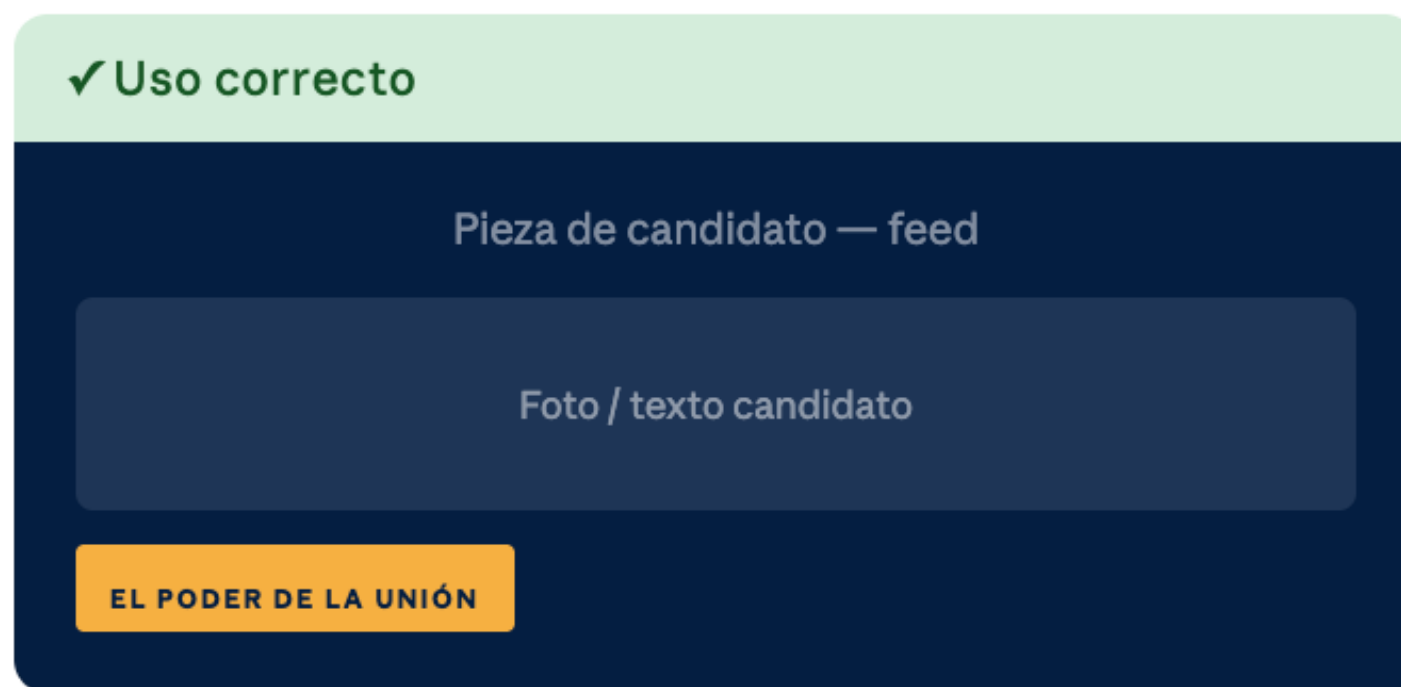 ✓Uso correcto
Pieza de candidato — feed
Foto / texto candidato
EL PODER DE LA UNIÓN